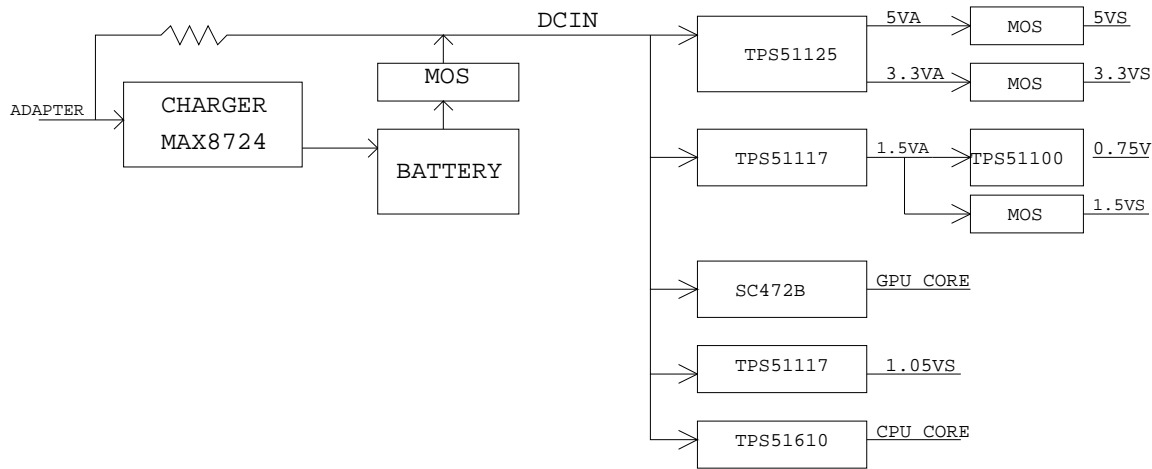 DCIN
ADAPTER
CHARGER
MAX8724
MOS
BATTERY
TPS51125
5VA
MOS
5VS
3.3VA
MOS
3.3VS
TPS51117
1.5VA
TPS51100
0.75V
MOS
1.5VS
SC472B
GPU CORE
TPS51117
1.05VS
TPS51610
CPU CORE